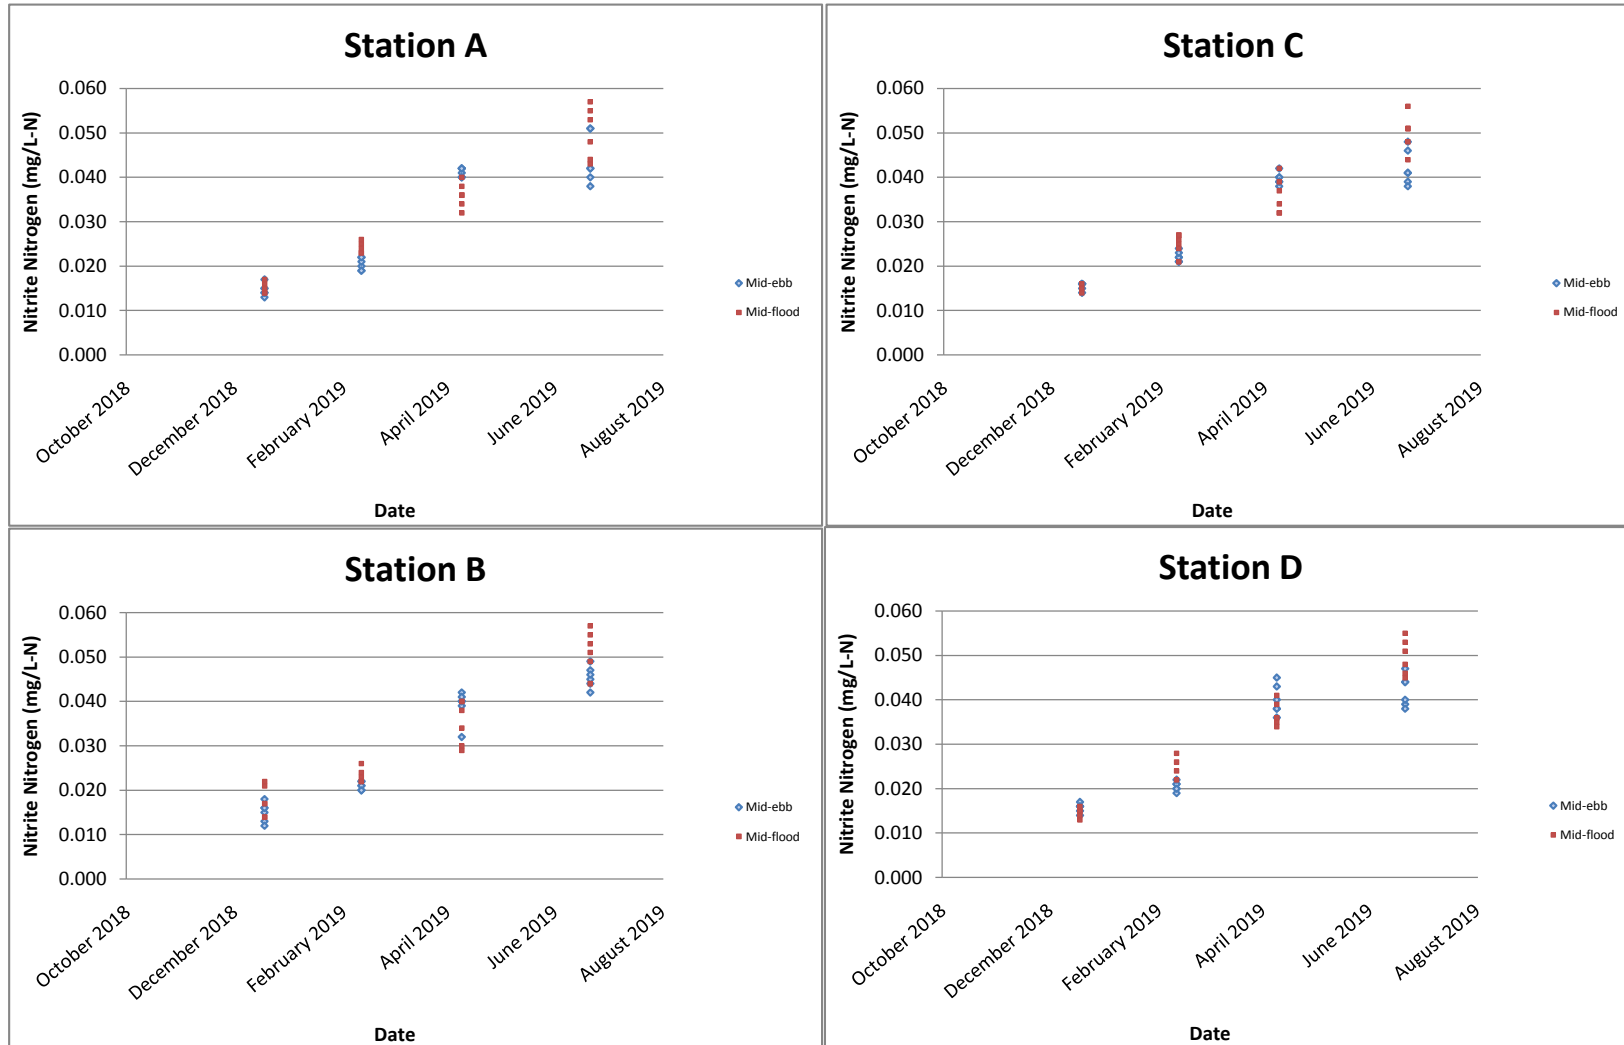 Station A
Nitrite Nitrogen (mg/L-N)
0.060
0.050
0.040
0.030
0.020
0.010
0.000
October 2018
December 2018
February 2019
April 2019
June 2019
August 2019
Date
Mid-ebb
Mid-flood
Station C
Nitrite Nitrogen (mg/L-N)
0.060
0.050
0.040
0.030
0.020
0.010
0.000
October 2018
December 2018
February 2019
April 2019
June 2019
August 2019
Date
Mid-ebb
Mid-flood
Station B
Nitrite Nitrogen (mg/L-N)
0.060
0.050
0.040
0.030
0.020
0.010
0.000
October 2018
December 2018
February 2019
April 2019
June 2019
August 2019
Date
Mid-ebb
Mid-flood
Station D
Nitrite Nitrogen (mg/L-N)
0.060
0.050
0.040
0.030
0.020
0.010
0.000
October 2018
December 2018
February 2019
April 2019
June 2019
August 2019
Date
Mid-ebb
Mid-flood